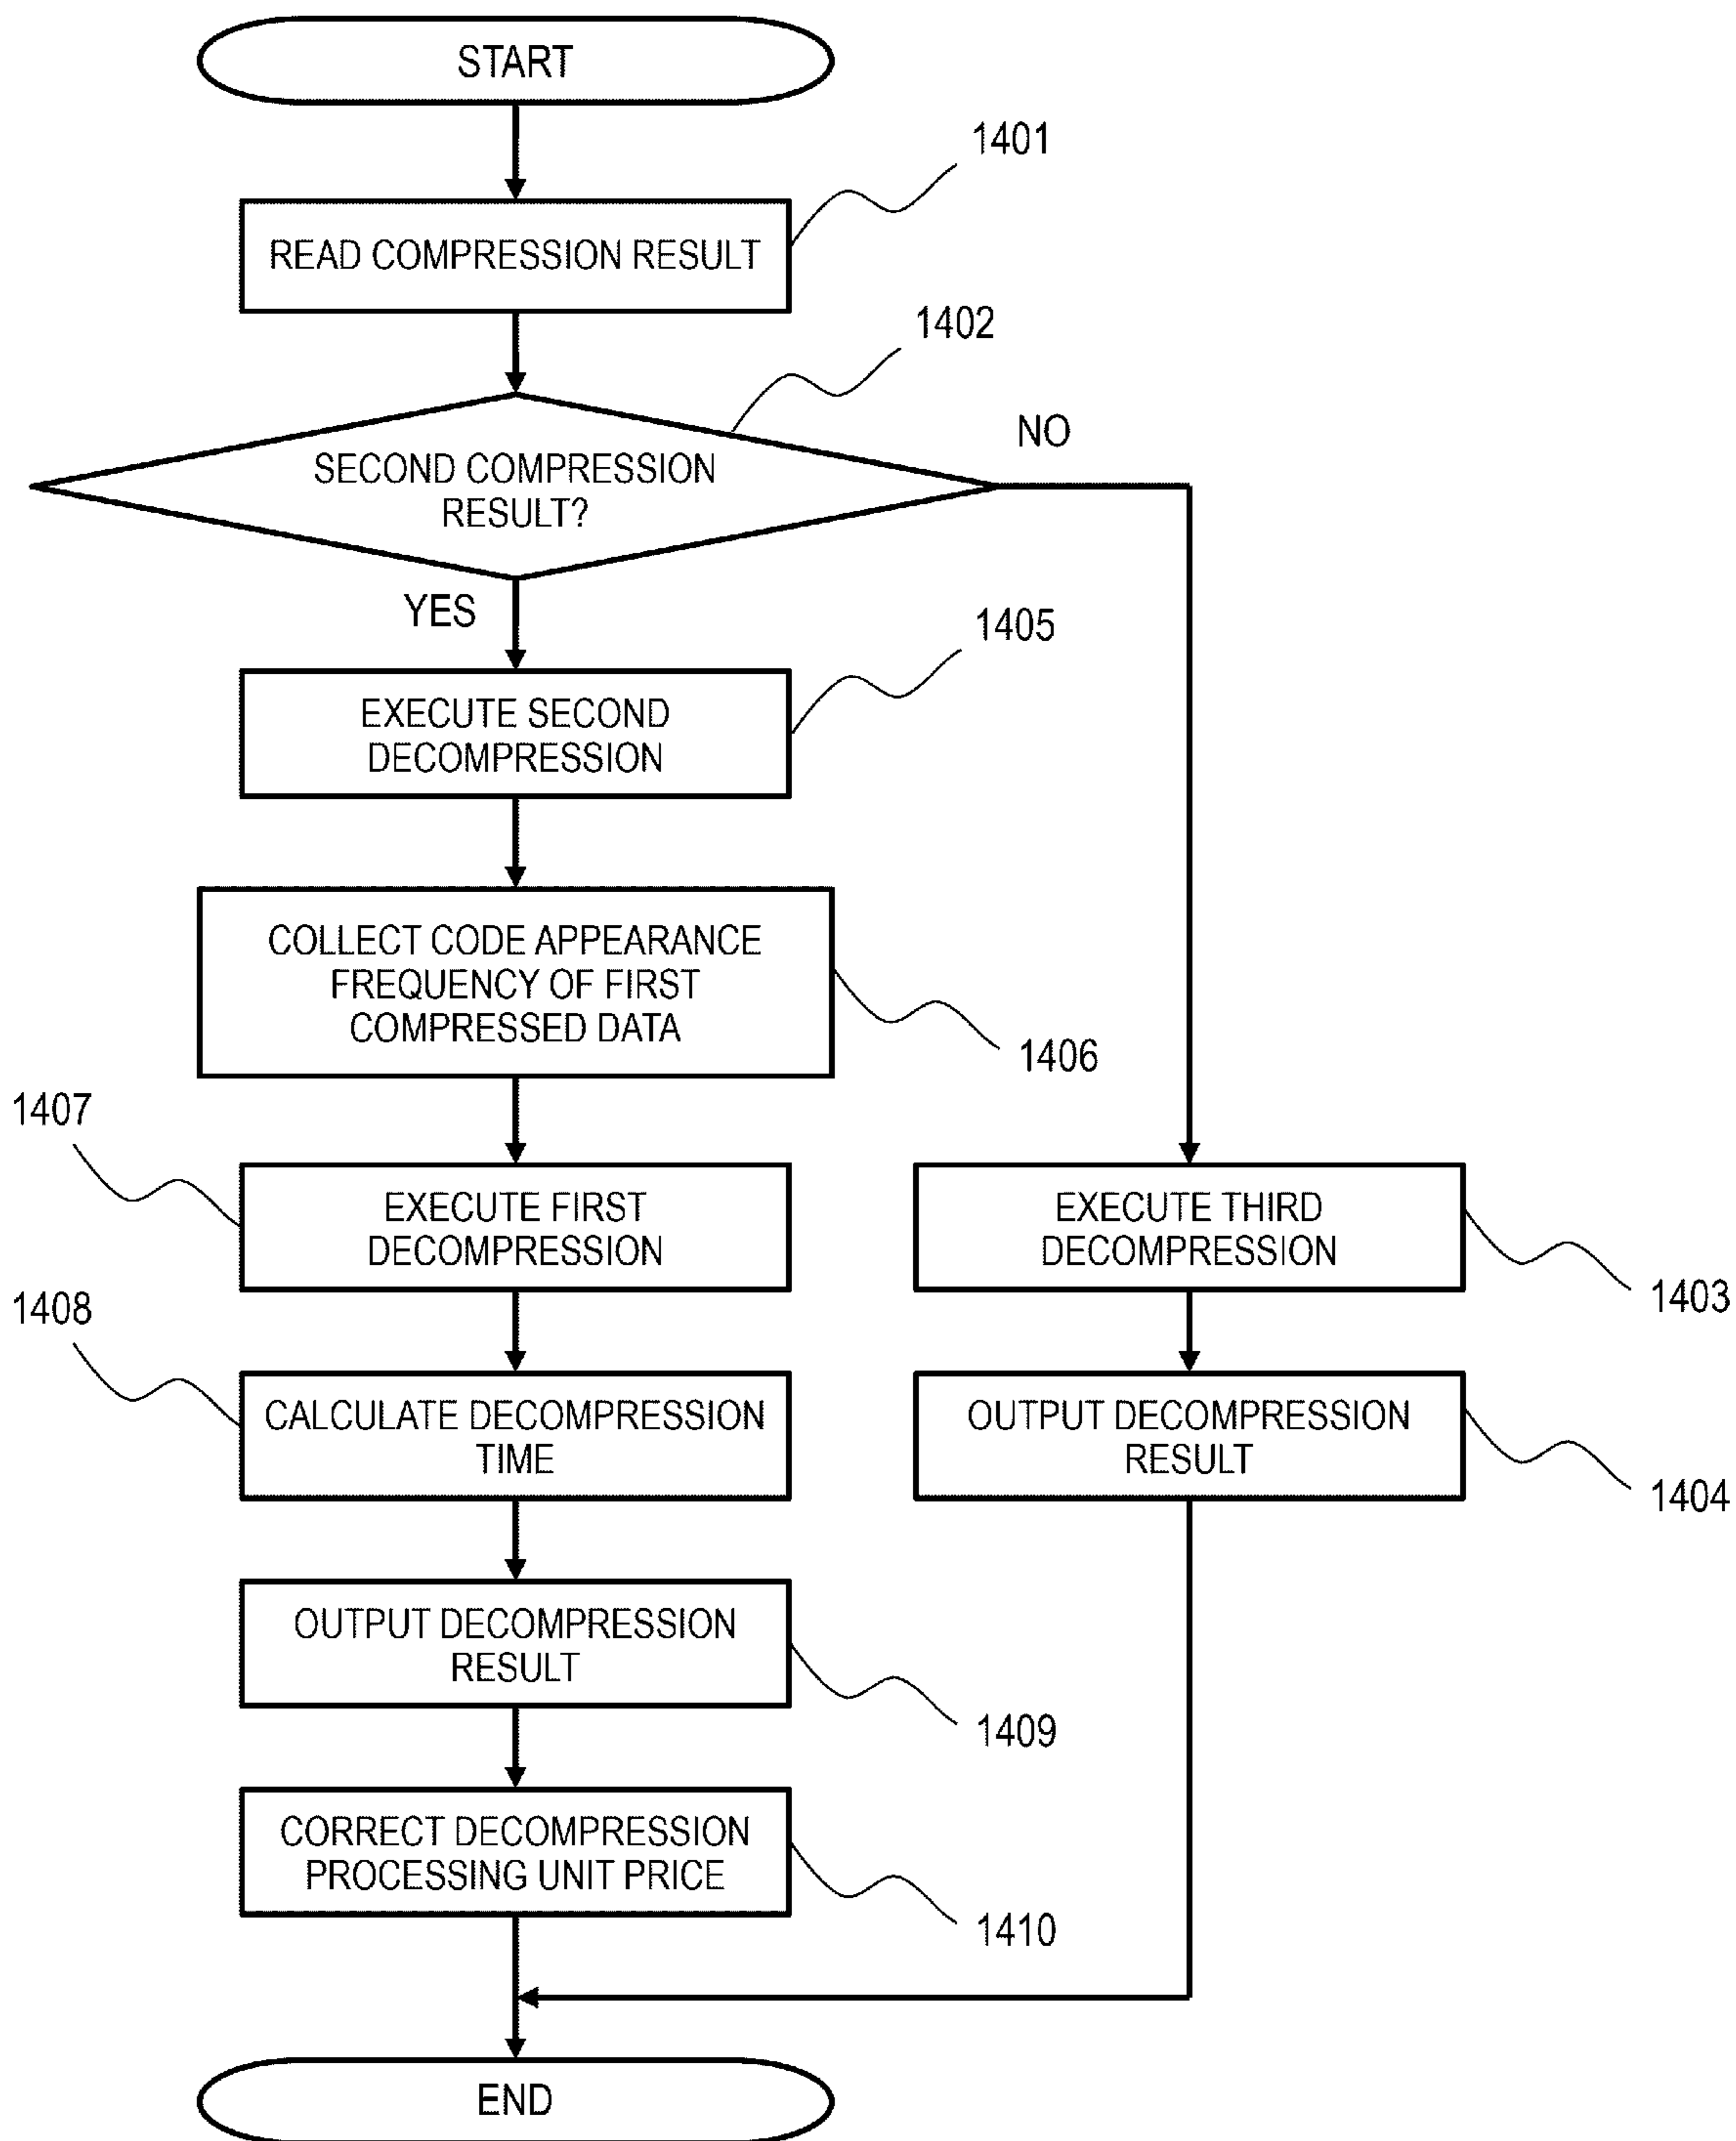 START
1401
READ COMPRESSION RESULT
1402
NO
SECOND COMPRESSION
RESULT?
YES
1405
EXECUTE SECOND
DECOMPRESSION
COLLECT CODE APPEARANCE
FREQUENCY OF FIRST
COMPRESSED DATA
1406
1407
EXECUTE FIRST
DECOMPRESSION
EXECUTE THIRD
DECOMPRESSION
1403
1408
CALCULATE DECOMPRESSION
TIME
OUTPUT DECOMPRESSION
RESULT
1404
OUTPUT DECOMPRESSION
RESULT
1409
CORRECT DECOMPRESSION
PROCESSING UNIT PRICE
1410
END